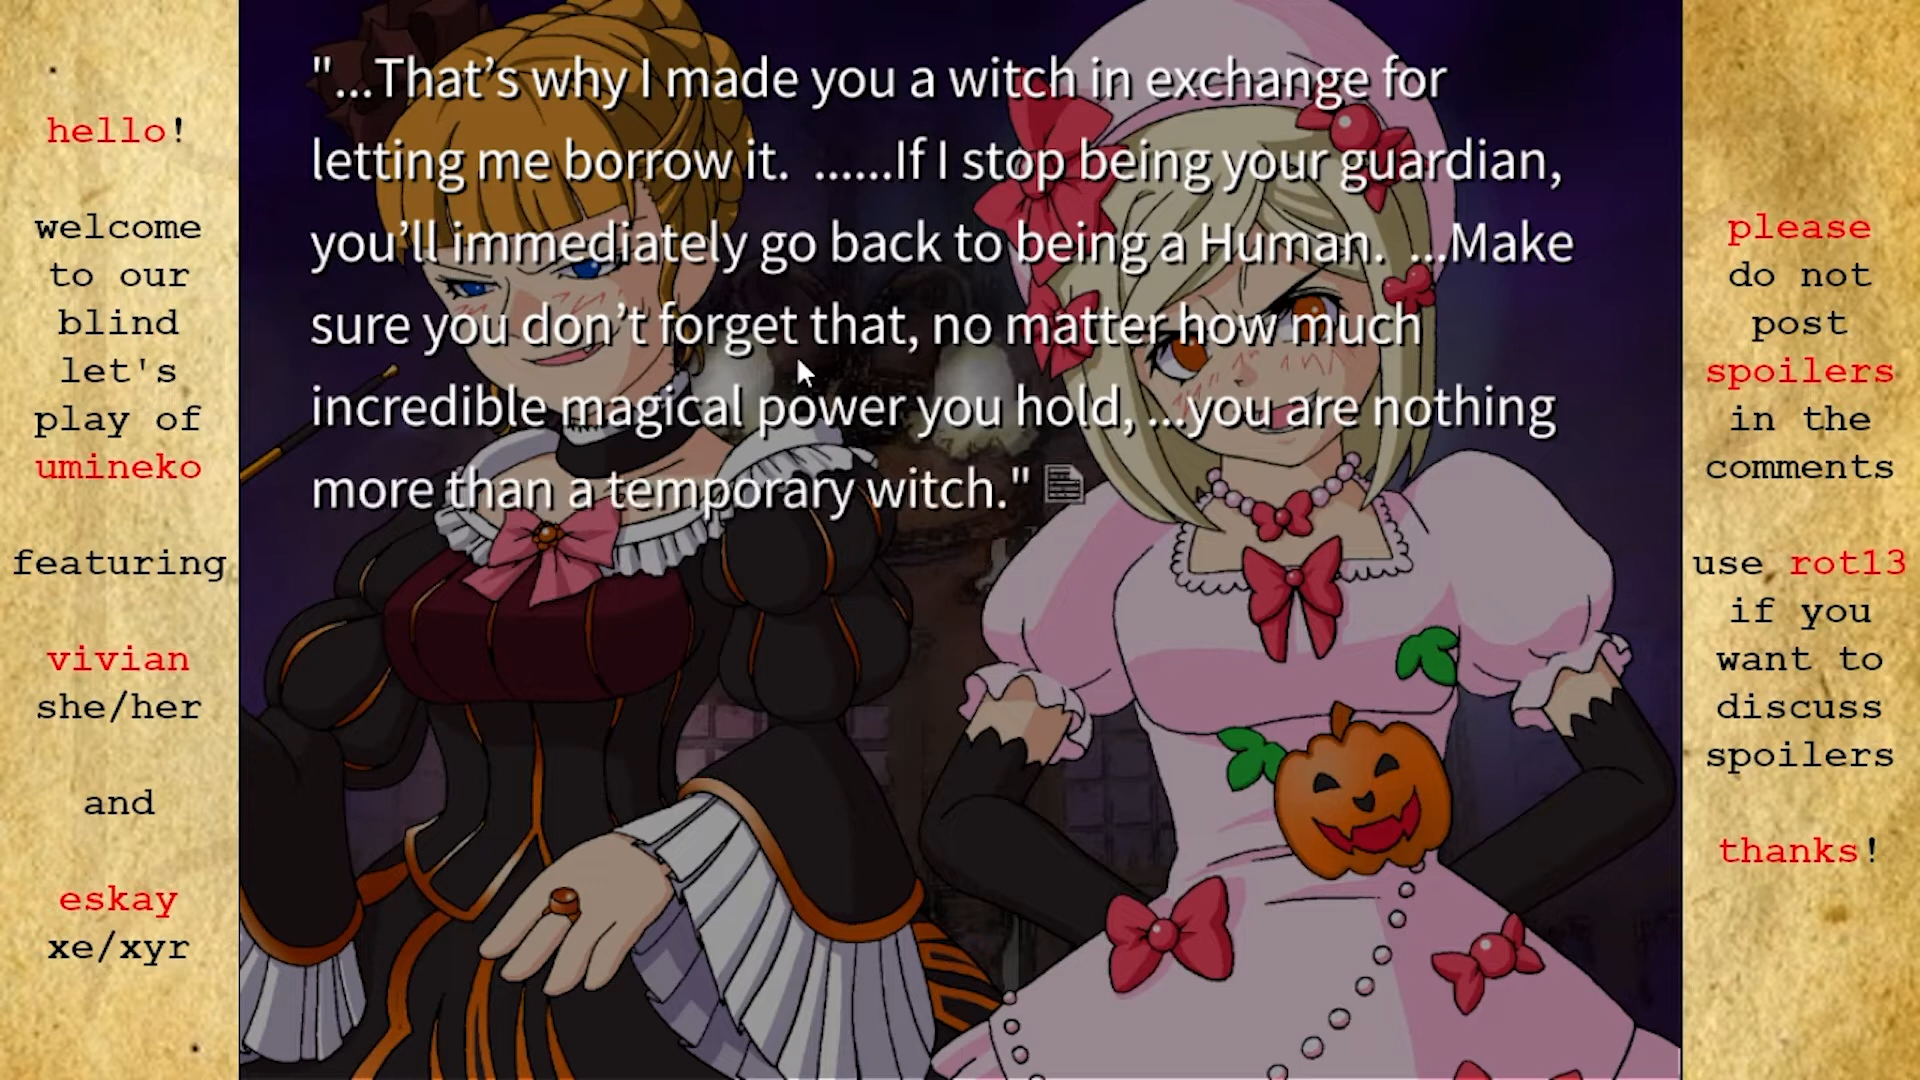 hello!
welcome
to our
blind
let's
play of
umineko
featuring
vivian
she/her
and
eskay
xe/xyr
"...That’s why I made you a witch in exchange for
letting me borrow it.  ......If I stop being your guardian,
you’ll immediately go back to being a Human.  ...Make
sure you don’t forget that, no matter how much
incredible magical power you hold, ...you are nothing
more than a temporary witch."
please
do not
post
spoilers
in the
comments
use rot13
if you
want to
discuss
spoilers
thanks!